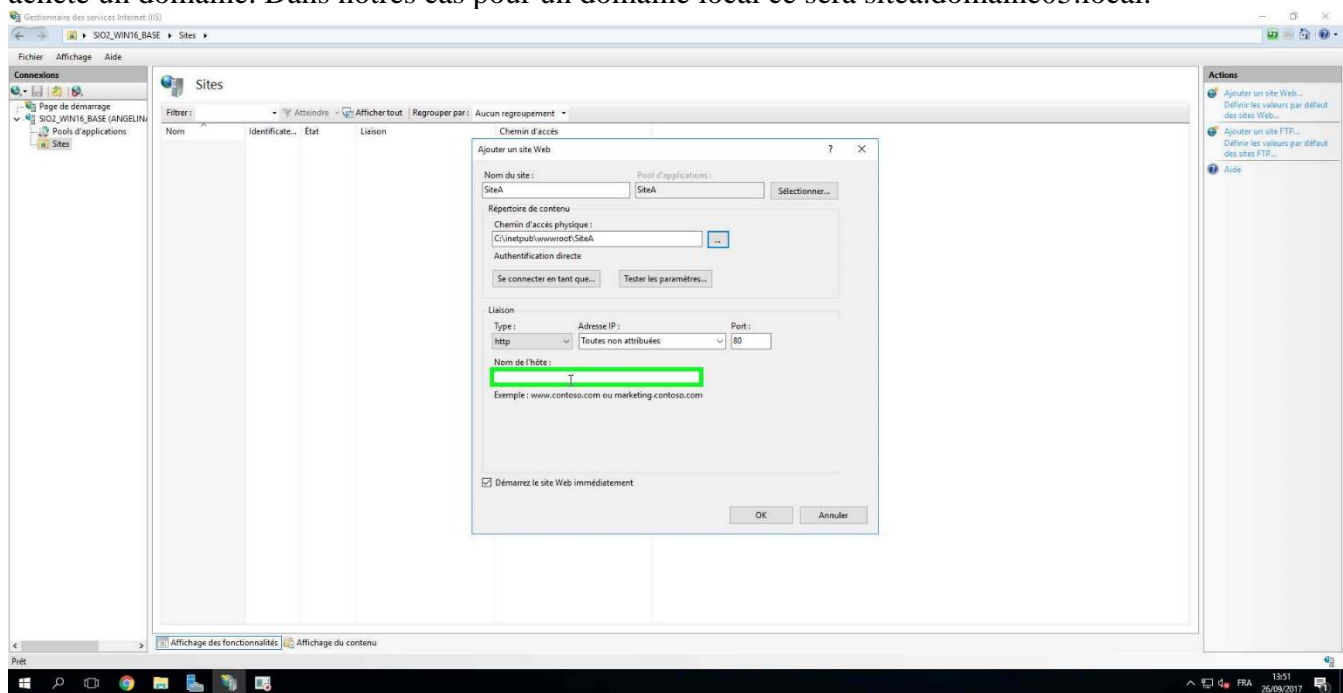 acheté un domaine. Dans notres cas pour un domaine local ce sera sitea.domaine05.local.
Gestionnaire des services Internet (IIS)
SIO2_WIN16_BASE ▸ Sites ▸
Fichier Affichage Aide
Connexions
Page de démarrage
SIO2_WIN16_BASE (ANGELIN
Pools d'applications
Sites
Sites
Filtrer : Atteindre Afficher tout Regrouper par : Aucun regroupement
Nom Identificate... État Liaison Chemin d'accès
Ajouter un site Web ?
Nom du site : Pool d'applications :
SiteA SiteA Sélectionner...
Répertoire de contenu
Chemin d'accès physique :
C:\inetpub\wwwroot\SiteA ...
Authentification directe
Se connecter en tant que... Tester les paramètres...
Liaison
Type : Adresse IP : Port :
http Toutes non attribuées 80
Nom de l'hôte :
Exemple : www.contoso.com ou marketing.contoso.com
Démarrez le site Web immédiatement
OK Annuler
Actions
Ajouter un site Web...
Définir les valeurs par défaut
des sites Web...
Ajouter un site FTP...
Définir les valeurs par défaut
des sites FTP...
Aide
Affichage des fonctionnalités Affichage du contenu
Prêt
FRA 13:51
26/09/2017